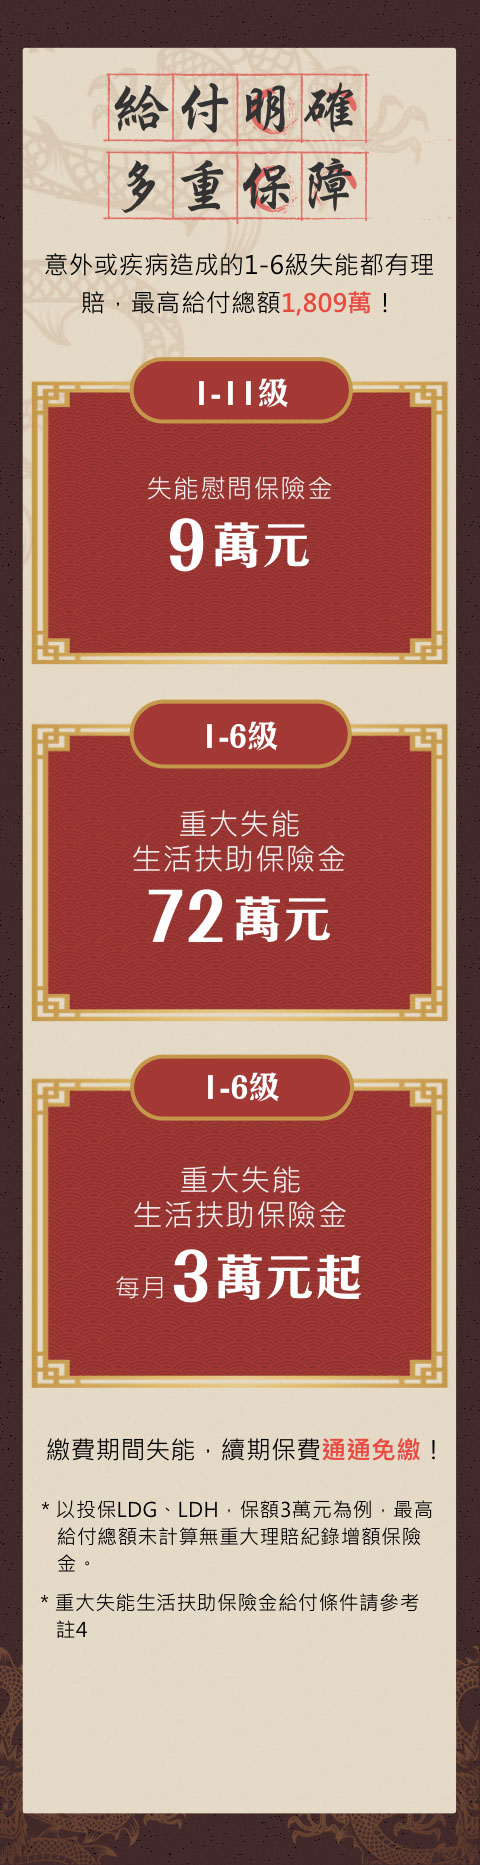 給付明確
多重保障
意外或疾病造成的1-6級失能都有理
賠，最高給付總額1,809萬！
1-11級
失能慰問保險金
9萬元
1-6級
重大失能
生活扶助保險金
72萬元
1-6級
重大失能
生活扶助保險金
每月3萬元起
繳費期間失能，續期保費通通免繳！
* 以投保LDG、LDH，保額3萬元為例，最高
給付總額未計算無重大理賠紀錄增額保險
金。
* 重大失能生活扶助保險金給付條件請參考
註4